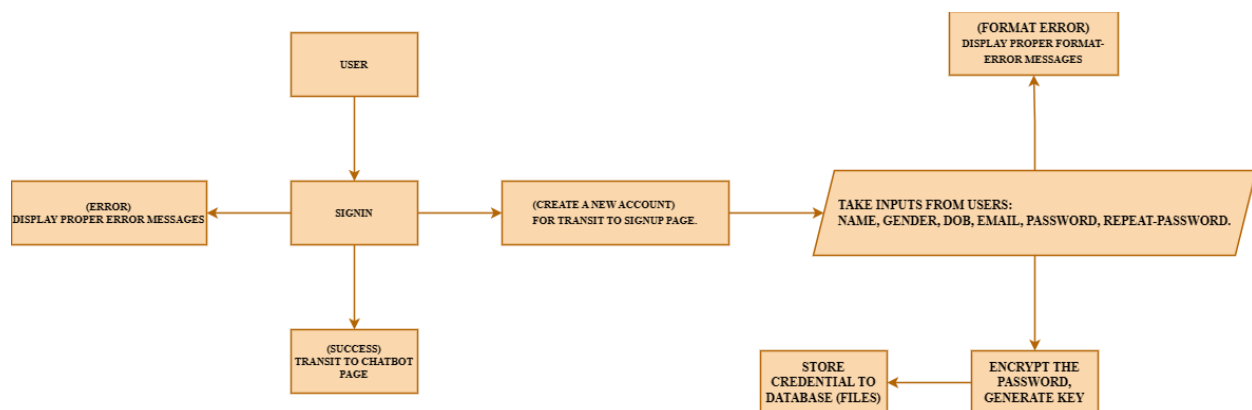 (FORMAT ERROR)
DISPLAY PROPER FORMAT-
ERROR MESSAGES
USER
(ERROR)
DISPLAY PROPER ERROR MESSAGES
SIGNIN
(CREATE A NEW ACCOUNT)
FOR TRANSIT TO SIGNUP PAGE.
TAKE INPUTS FROM USERS:
NAME, GENDER, DOB, EMAIL, PASSWORD, REPEAT-PASSWORD.
(SUCCESS)
TRANSIT TO CHATBOT
PAGE
STORE
CREDENTIAL TO
DATABASE (FILES)
ENCRYPT THE
PASSWORD,
GENERATE KEY